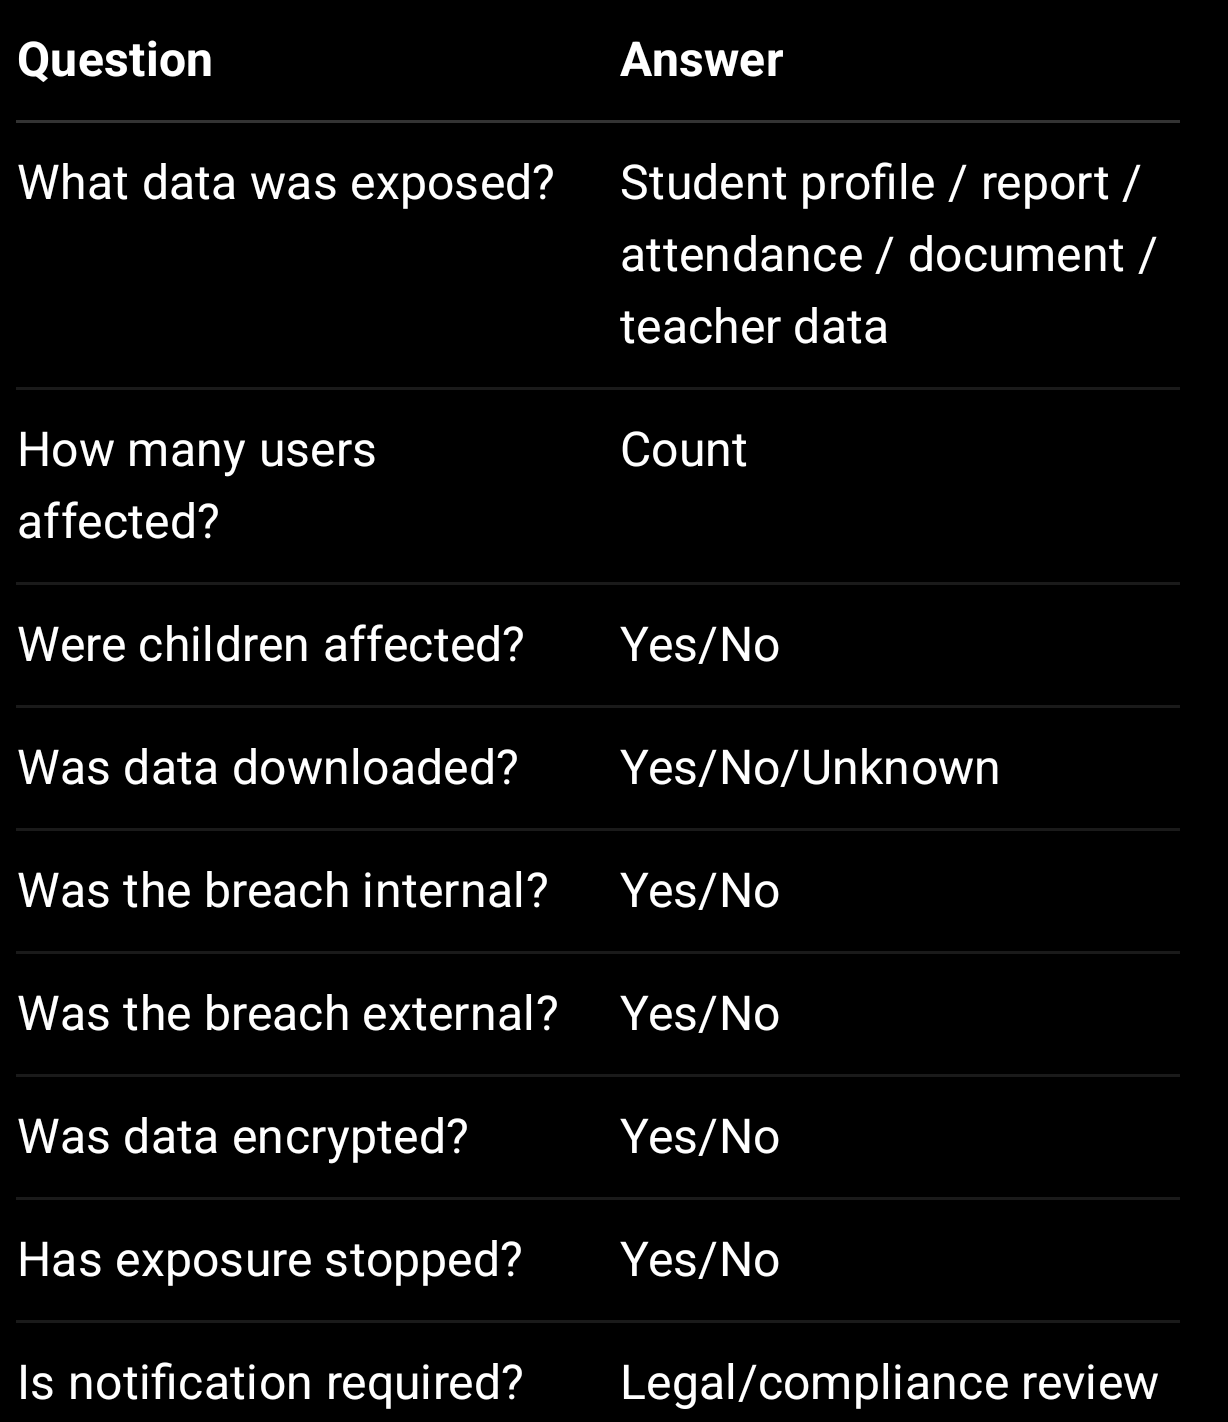 Question Answer
What data was exposed? Student profile / report /
attendance / document /
teacher data
How many users Count
affected?
Were children affected? Yes/No
Was data downloaded? Yes/No/Unknown
Was the breach internal? Yes/No
Was the breach external? Yes/No
Was data encrypted? Yes/No
Has exposure stopped? Yes/No
Is notification required? Legal/compliance review